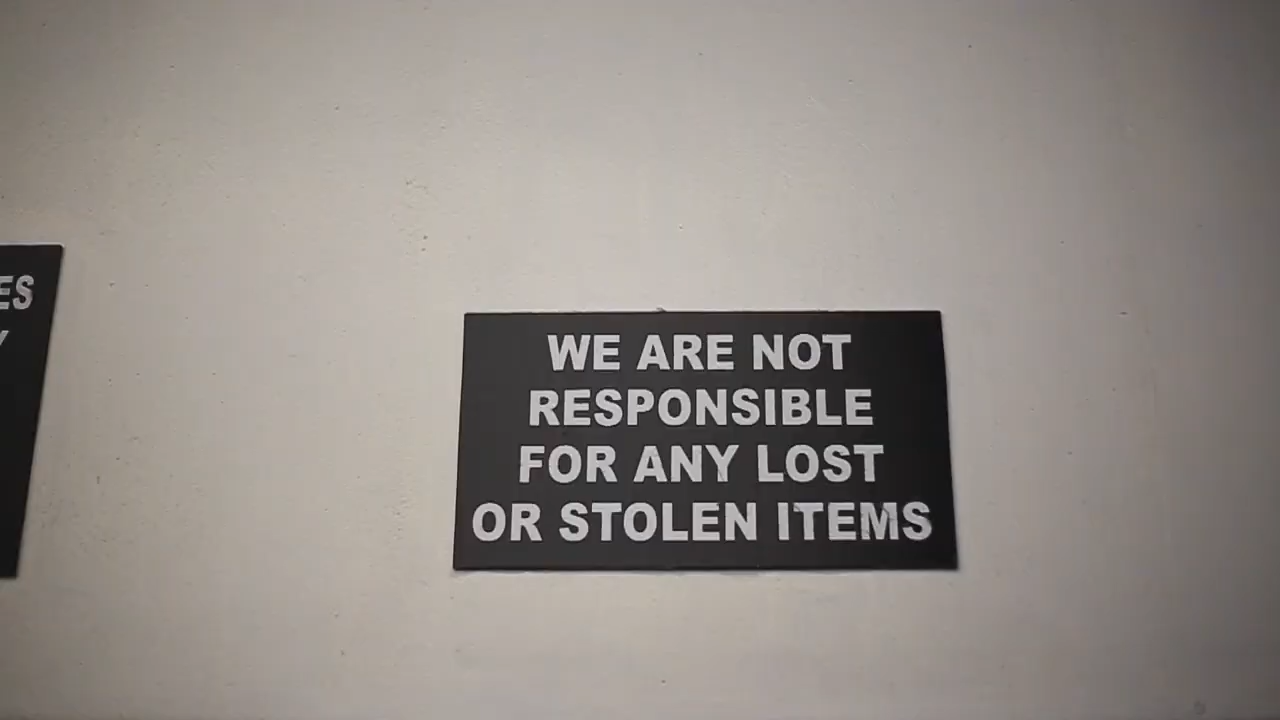 WE ARE NOT
RESPONSIBLE
FOR ANY LOST
OR STOLEN ITEMS